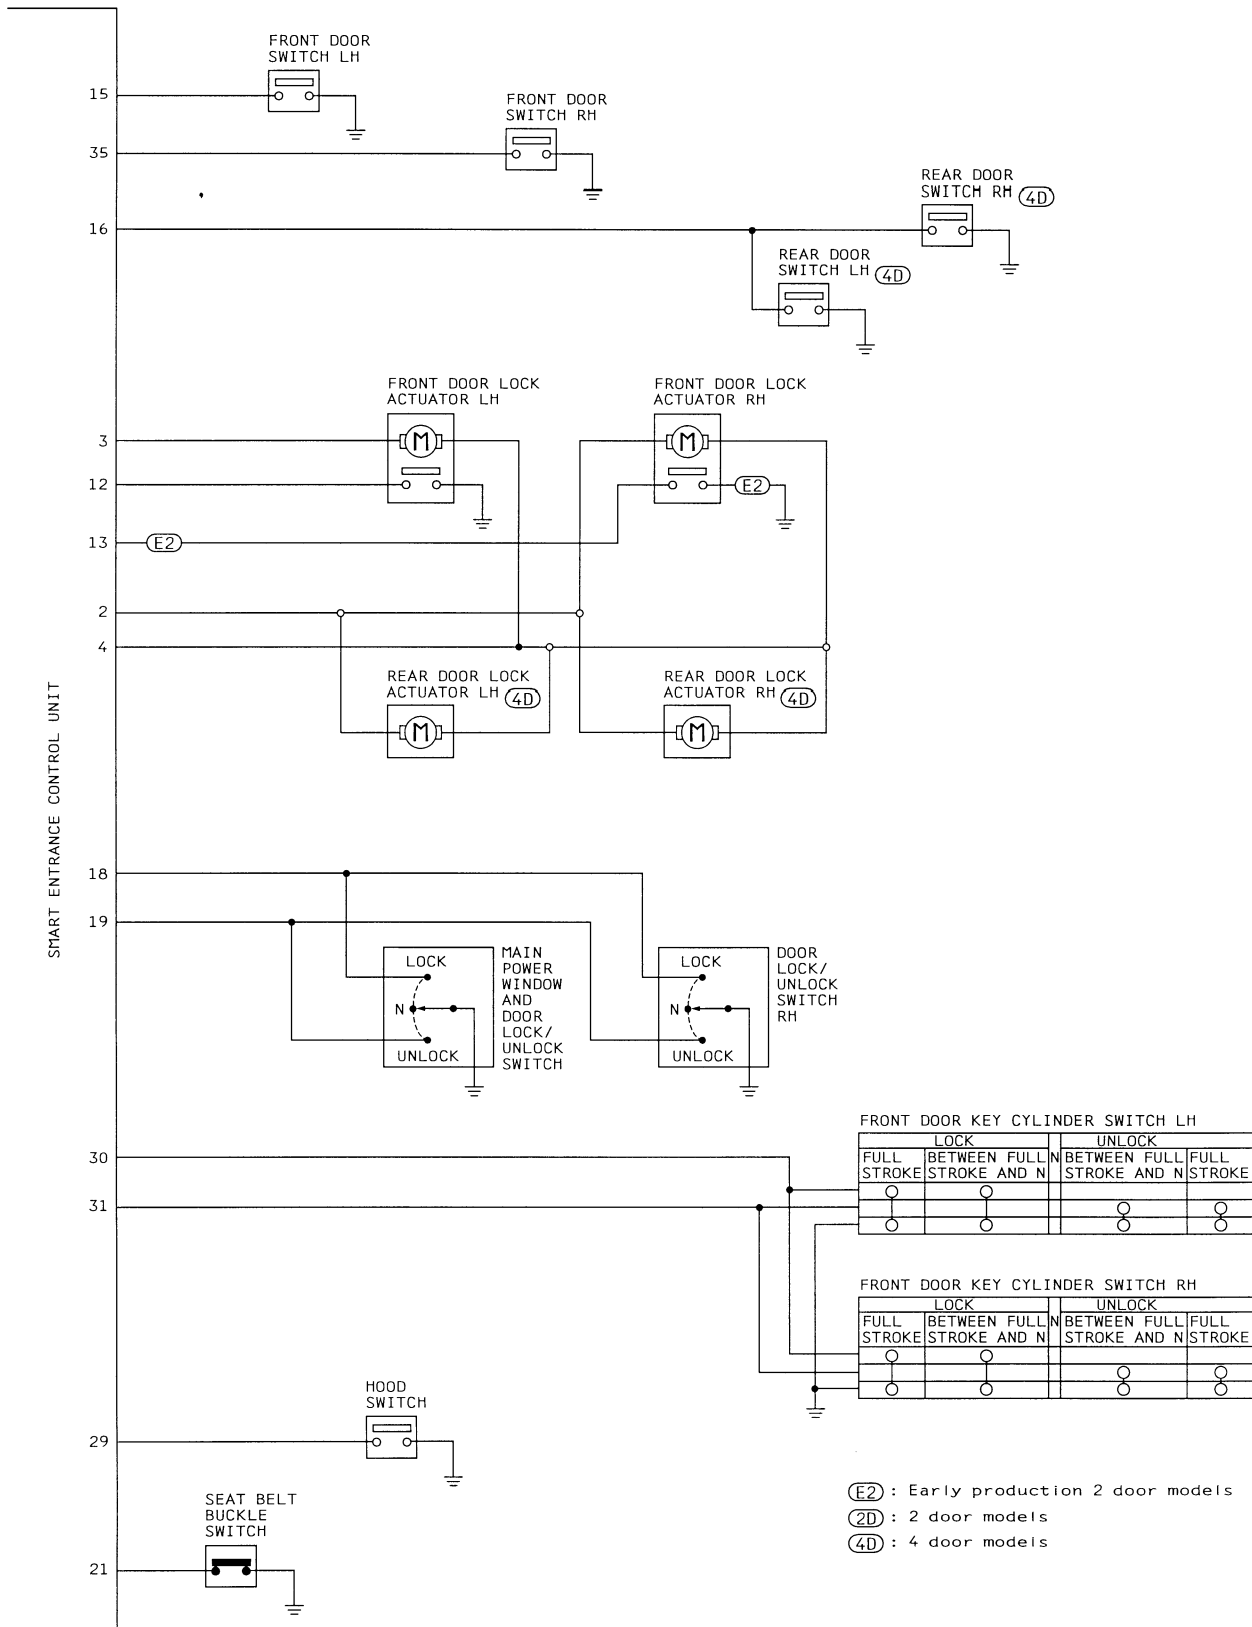 FRONT DOOR
SWITCH LH
15
FRONT DOOR
SWITCH RH
35
REAR DOOR
SWITCH RH 4D
16
REAR DOOR
SWITCH LH 4D
FRONT DOOR LOCK
ACTUATOR LH
FRONT DOOR LOCK
ACTUATOR RH
3
M
M
12
E2
13
E2
2
4
REAR DOOR LOCK
ACTUATOR LH 4D
REAR DOOR LOCK
ACTUATOR RH 4D
M
M
SMART ENTRANCE CONTROL UNIT
18
19
LOCK
N
UNLOCK
MAIN
POWER
WINDOW
AND
DOOR
LOCK/
UNLOCK
SWITCH
LOCK
N
UNLOCK
DOOR
LOCK/
UNLOCK
SWITCH
RH
30
31
FRONT DOOR KEY CYLINDER SWITCH LH
LOCK UNLOCK
FULL BETWEEN FULL N BETWEEN FULL FULL
STROKE STROKE AND N STROKE AND N STROKE
FRONT DOOR KEY CYLINDER SWITCH RH
LOCK UNLOCK
FULL BETWEEN FULL N BETWEEN FULL FULL
STROKE STROKE AND N STROKE AND N STROKE
HOOD
SWITCH
29
SEAT BELT
BUCKLE
SWITCH
21
E2 : Early production 2 door models
2D : 2 door models
4D : 4 door models